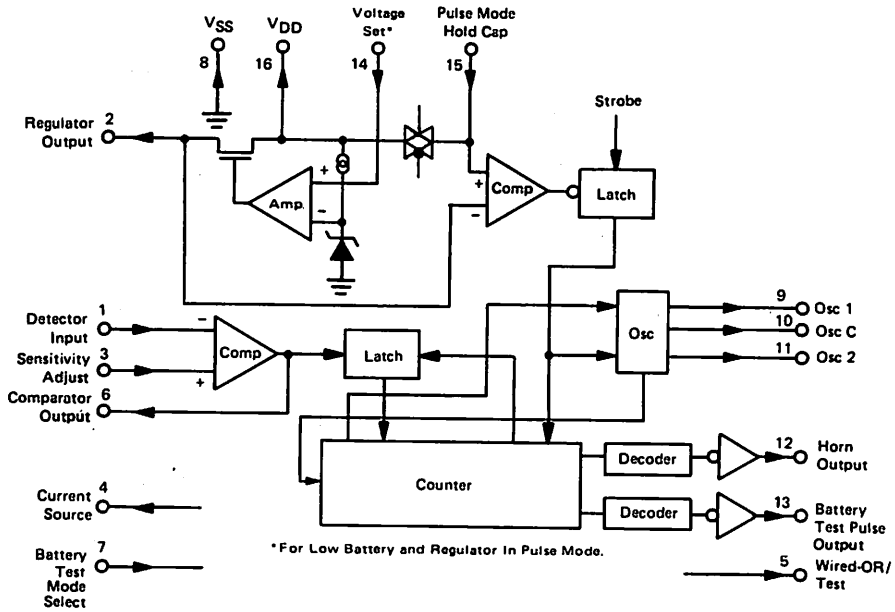 VSS
VDD
Voltage
Set*
Pulse Mode
Hold Cap
8
16
14
15
Strobe
Regulator
Output
2
+
Amp.
−
+
Comp
−
Latch
Detector
Input
1
−
Comp
Sensitivity
Adjust
3
+
Latch
Osc
9
Osc 1
10
Osc C
11
Osc 2
Comparator
Output
6
Counter
Decoder
12
Horn
Output
Decoder
13
Battery
Test Pulse
Output
Current
Source
4
Battery
Test
Mode
Select
7
*For Low Battery and Regulator In Pulse Mode.
5
Wired-OR/
Test